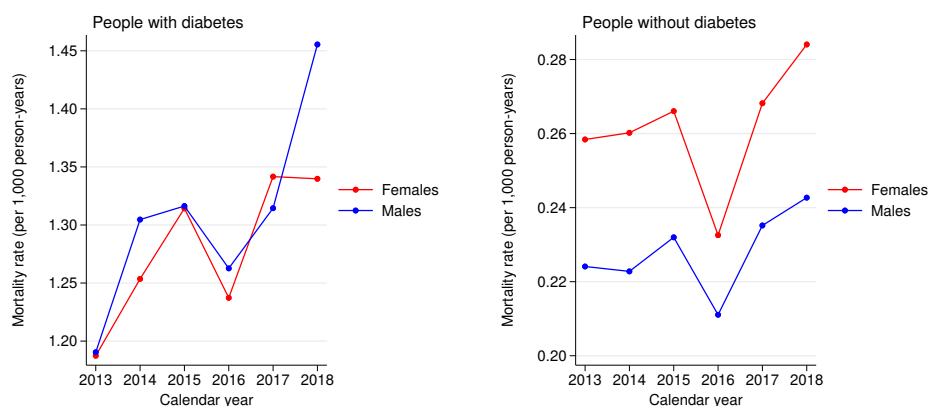 People with diabetes
Mortality rate (per 1,000 person-years)
1.45
1.40
1.35
1.30
1.25
1.20
2013 2014 2015 2016 2017 2018
Calendar year
Females
Males
People without diabetes
Mortality rate (per 1,000 person-years)
0.28
0.26
0.24
0.22
0.20
2013 2014 2015 2016 2017 2018
Calendar year
Females
Males